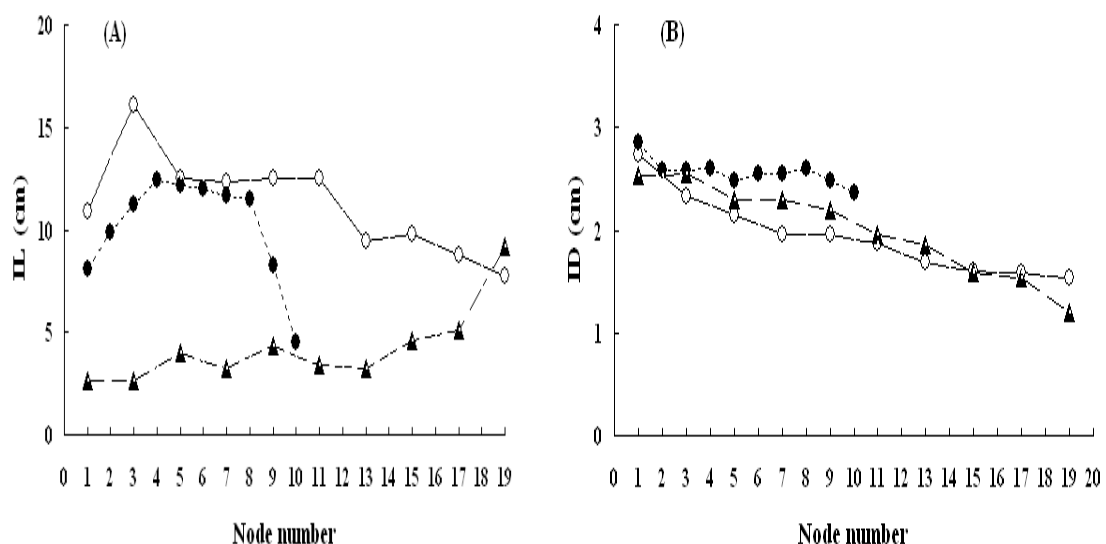 (A)
20
15
10
5
0
IL (cm)
0 1 2 3 4 5 6 7 8 9 10 11 12 13 14 15 16 17 18 19
Node number
(B)
4
3
2
1
0
ID (cm)
0 1 2 3 4 5 6 7 8 9 10 11 12 13 14 15 16 17 18 19 20
Node number